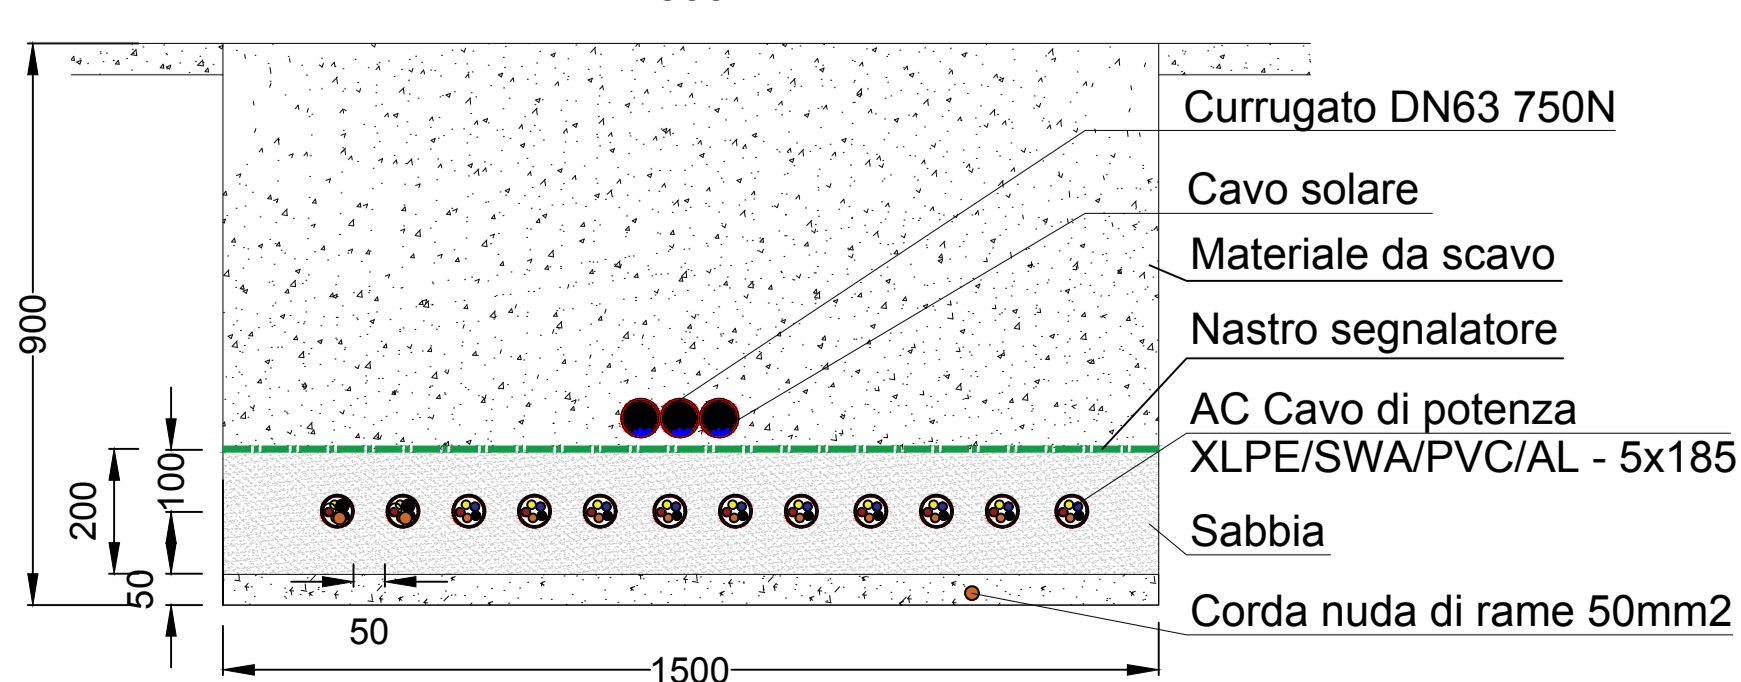 Currugato DN63 750N
Cavo solare
Materiale da scavo
Nastro segnalatore
AC Cavo di potenza
XLPE/SWA/PVC/AL - 5x185
Sabbia
Corda nuda di rame 50mm2
900
200
100
50
50
1500